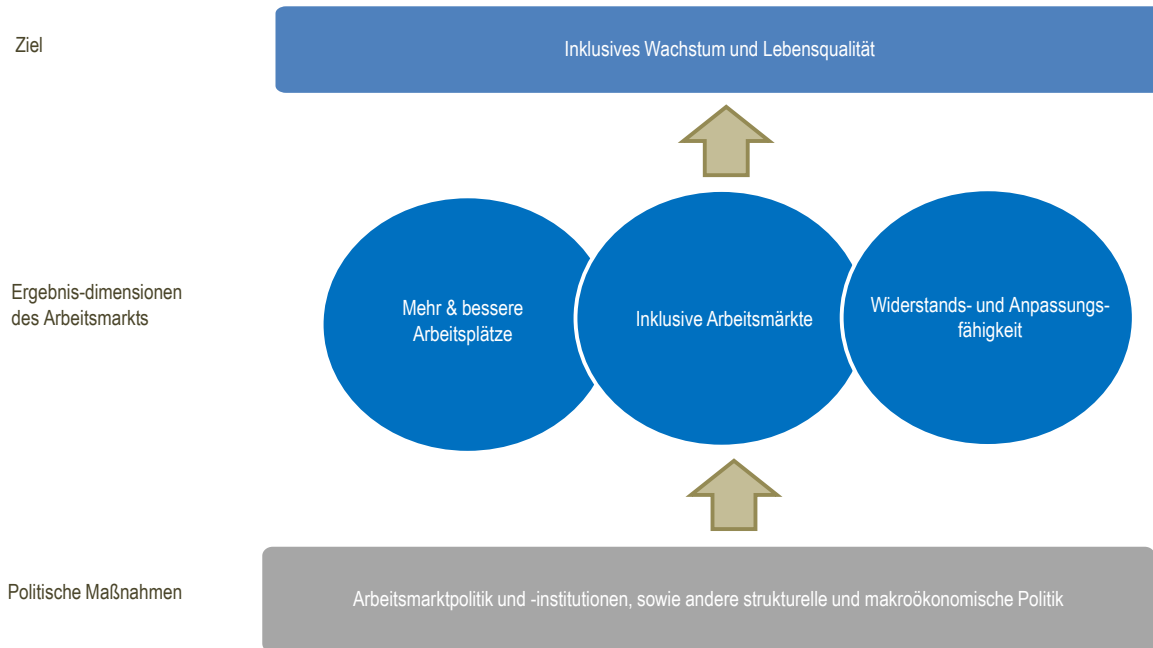 Ziel
Inklusives Wachstum und Lebensqualität
Ergebnis-dimensionen
des Arbeitsmarkts
Mehr & bessere
Arbeitsplätze
Inklusive Arbeitsmärkte
Widerstands- und Anpassungs-
fähigkeit
Politische Maßnahmen
Arbeitsmarktpolitik und -institutionen, sowie andere strukturelle und makroökonomische Politik